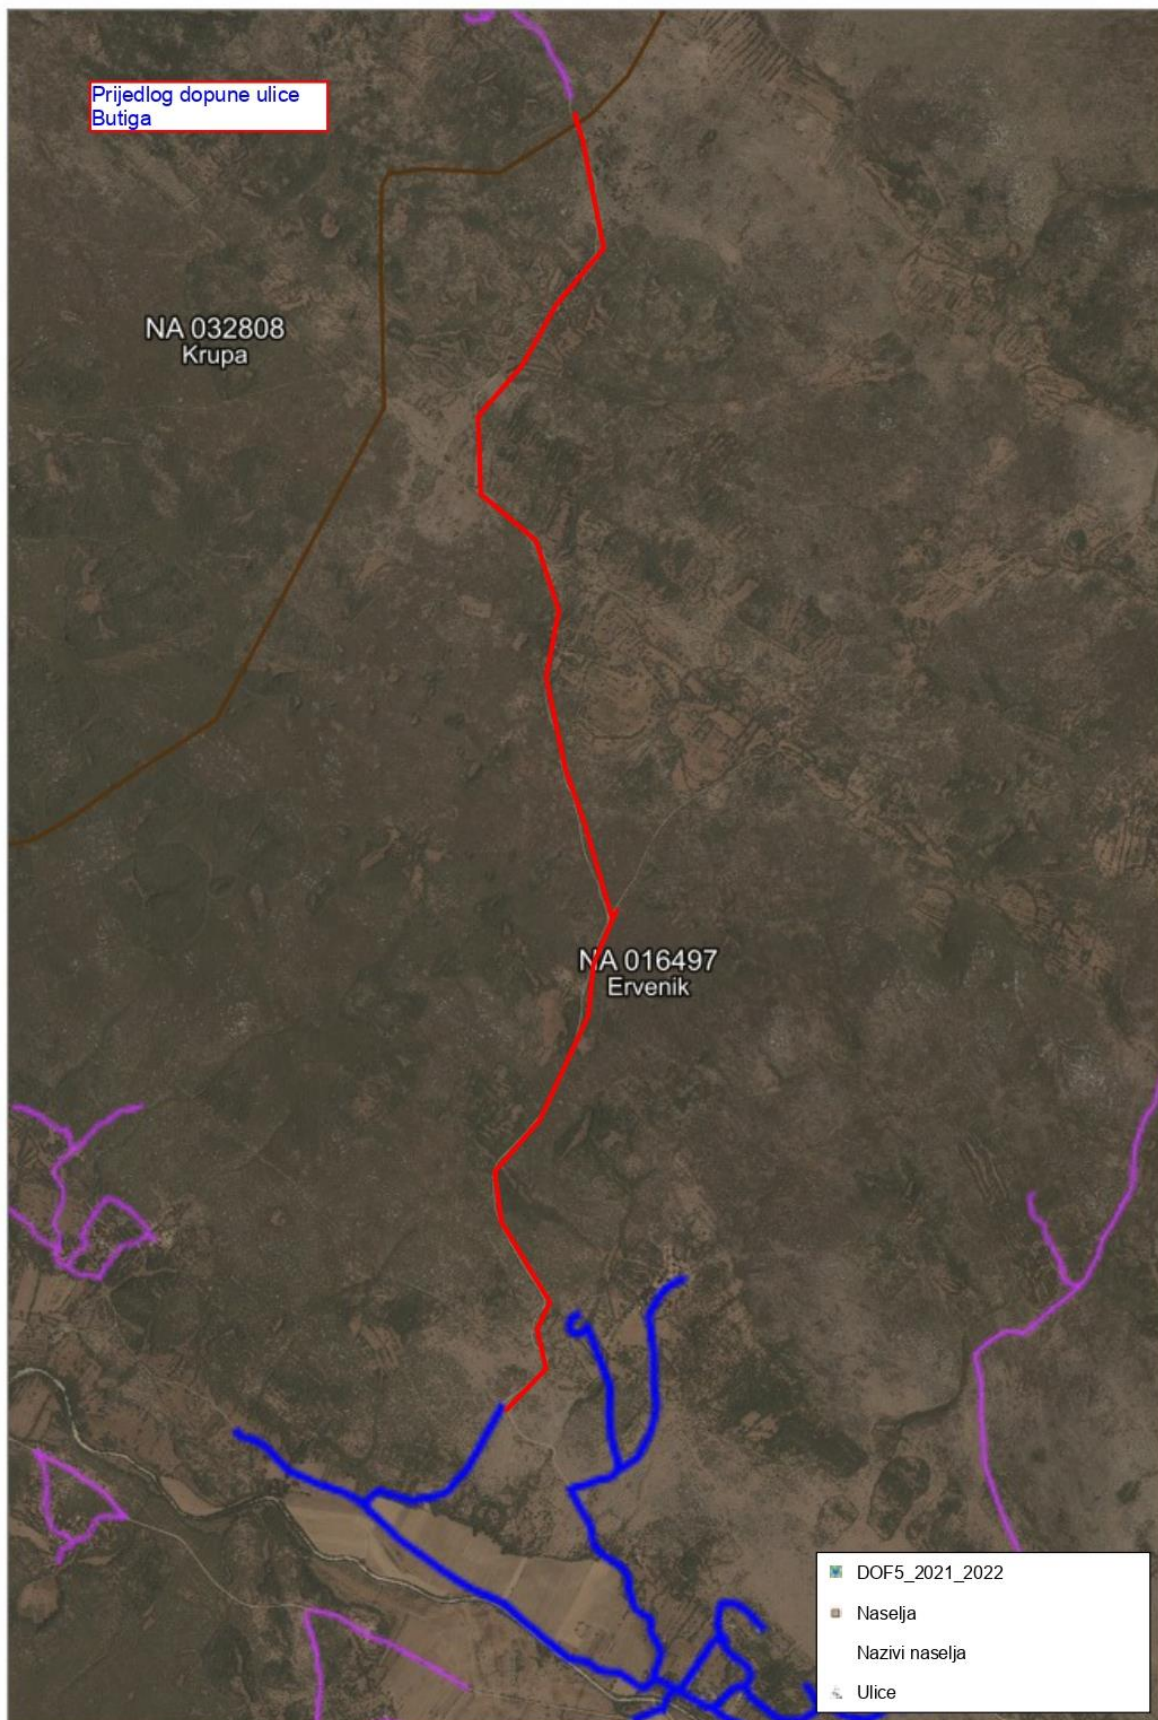 Prijedlog dopune ulice
Butiga
NA 032808
Krupa
NA 016497
Ervenik
DOF5_2021_2022
Naselja
Nazivi naselja
Ulice